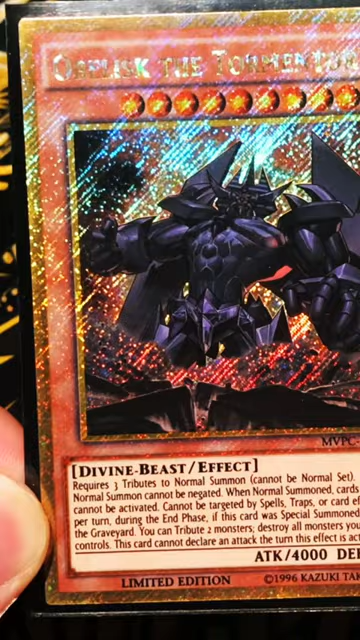 Obelisk the Tormentor
MVPC-
[DIVINE-BEAST/EFFECT]
Requires 3 Tributes to Normal Summon (cannot be Normal Set).
Normal Summon cannot be negated. When Normal Summoned, cards
cannot be activated. Cannot be targeted by Spells, Traps, or card ef
per turn, during the End Phase, if this card was Special Summoned
the Graveyard. You can Tribute 2 monsters; destroy all monsters you
controls. This card cannot declare an attack the turn this effect is act
ATK/4000 DE
LIMITED EDITION
©1996 KAZUKI TAK